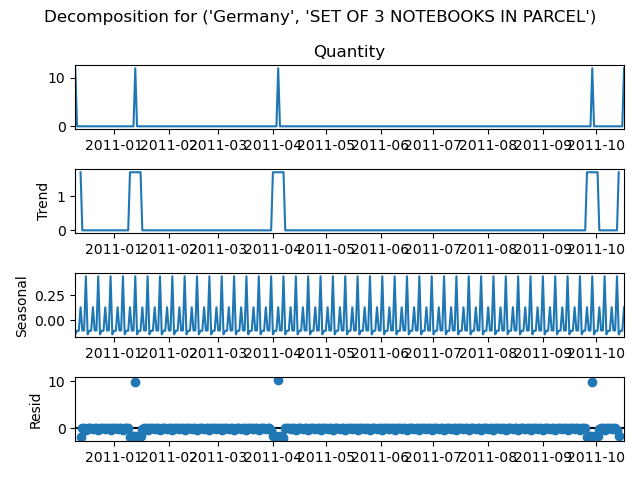 Decomposition for ('Germany', 'SET OF 3 NOTEBOOKS IN PARCEL')
Quantity
10
0
2011-01 2011-02 2011-03 2011-04 2011-05 2011-06 2011-07 2011-08 2011-09 2011-10
Trend
1
0
2011-01 2011-02 2011-03 2011-04 2011-05 2011-06 2011-07 2011-08 2011-09 2011-10
Seasonal
0.25
0.00
2011-01 2011-02 2011-03 2011-04 2011-05 2011-06 2011-07 2011-08 2011-09 2011-10
Resid
10
0
2011-01 2011-02 2011-03 2011-04 2011-05 2011-06 2011-07 2011-08 2011-09 2011-10